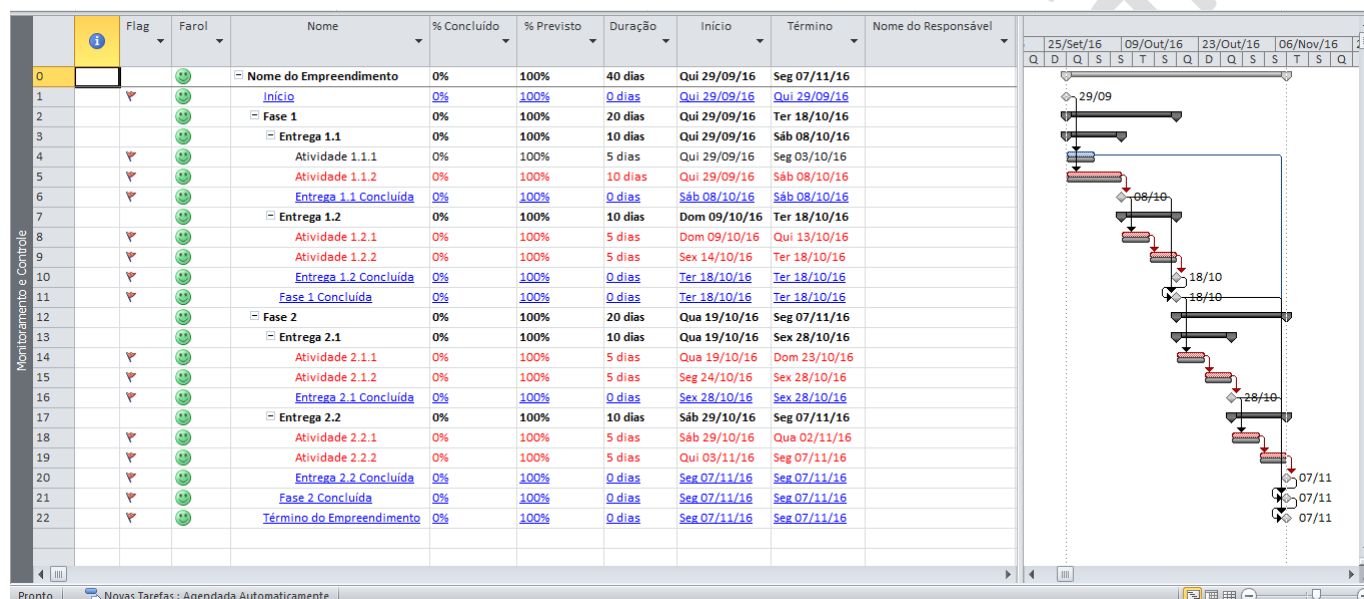 Flag Farol Nome % Concluído % Previsto Duração Início Término Nome do Responsável
25/Set/16 09/Out/16 23/Out/16 06/Nov/16
Q D Q S S T S Q D Q S S T S
0 Nome do Empreendimento 0% 100% 40 dias Qui 29/09/16 Seg 07/11/16
1 Início 0% 100% 0 dias Qui 29/09/16 Qui 29/09/16 29/09
2 Fase 1 0% 100% 20 dias Qui 29/09/16 Ter 18/10/16
3 Entrega 1.1 0% 100% 10 dias Qui 29/09/16 Sáb 08/10/16
4 Atividade 1.1.1 0% 100% 5 dias Qui 29/09/16 Seg 03/10/16
5 Atividade 1.1.2 0% 100% 10 dias Qui 29/09/16 Sáb 08/10/16
6 Entrega 1.1 Concluída 0% 100% 0 dias Sáb 08/10/16 Sáb 08/10/16 08/10
7 Entrega 1.2 0% 100% 10 dias Dom 09/10/16 Ter 18/10/16
8 Atividade 1.2.1 0% 100% 5 dias Dom 09/10/16 Qui 13/10/16
9 Atividade 1.2.2 0% 100% 5 dias Sex 14/10/16 Ter 18/10/16
10 Entrega 1.2 Concluída 0% 100% 0 dias Ter 18/10/16 Ter 18/10/16 18/10
11 Fase 1 Concluída 0% 100% 0 dias Ter 18/10/16 Ter 18/10/16 18/10
12 Fase 2 0% 100% 20 dias Qua 19/10/16 Seg 07/11/16
13 Entrega 2.1 0% 100% 10 dias Qua 19/10/16 Sex 28/10/16
14 Atividade 2.1.1 0% 100% 5 dias Qua 19/10/16 Dom 23/10/16
15 Atividade 2.1.2 0% 100% 5 dias Seg 24/10/16 Sex 28/10/16
16 Entrega 2.1 Concluída 0% 100% 0 dias Sex 28/10/16 Sex 28/10/16 28/10
17 Entrega 2.2 0% 100% 10 dias Sáb 29/10/16 Seg 07/11/16
18 Atividade 2.2.1 0% 100% 5 dias Sáb 29/10/16 Qua 02/11/16
19 Atividade 2.2.2 0% 100% 5 dias Qui 03/11/16 Seg 07/11/16
20 Entrega 2.2 Concluída 0% 100% 0 dias Seg 07/11/16 Seg 07/11/16 07/11
21 Fase 2 Concluída 0% 100% 0 dias Seg 07/11/16 Seg 07/11/16 07/11
22 Término do Empreendimento 0% 100% 0 dias Seg 07/11/16 Seg 07/11/16 07/11
Monitoramento e Controle
Pronto Novas Tarefas : Agendada Automaticamente